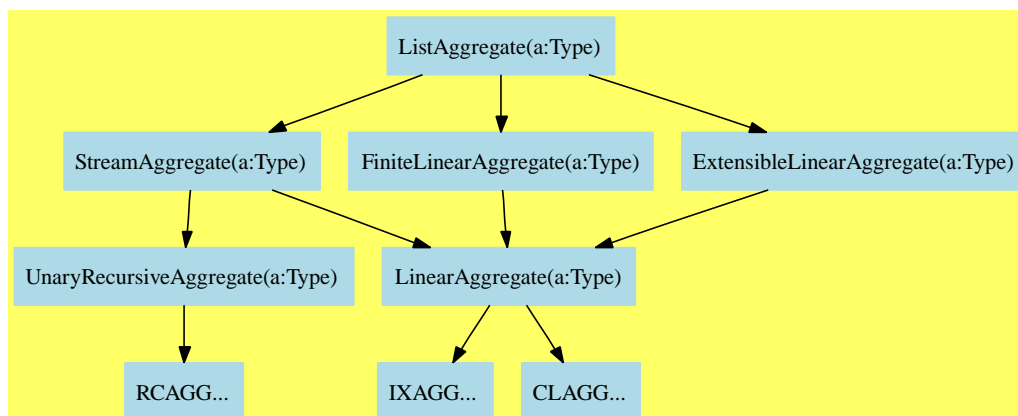 ListAggregate(a:Type)
StreamAggregate(a:Type)
FiniteLinearAggregate(a:Type)
ExtensibleLinearAggregate(a:Type)
UnaryRecursiveAggregate(a:Type)
LinearAggregate(a:Type)
RCAGG...
IXAGG...
CLAGG...